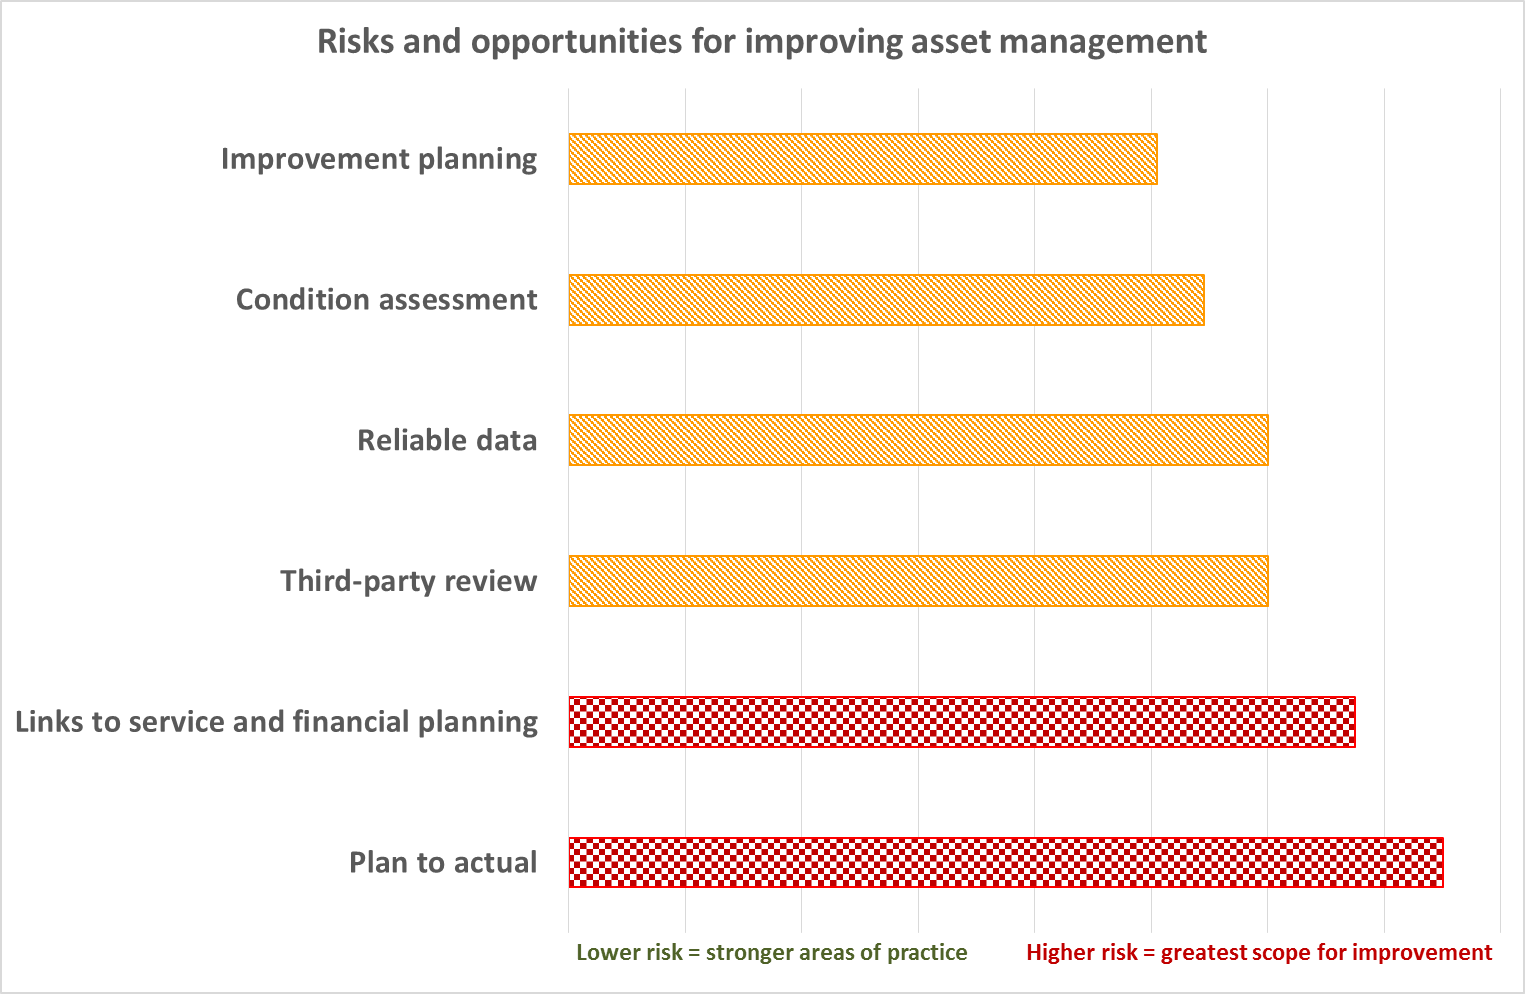 Risks and opportunities for improving asset management
Improvement planning
Condition assessment
Reliable data
Third-party review
Links to service and financial planning
Plan to actual
Lower risk = stronger areas of practice
Higher risk = greatest scope for improvement